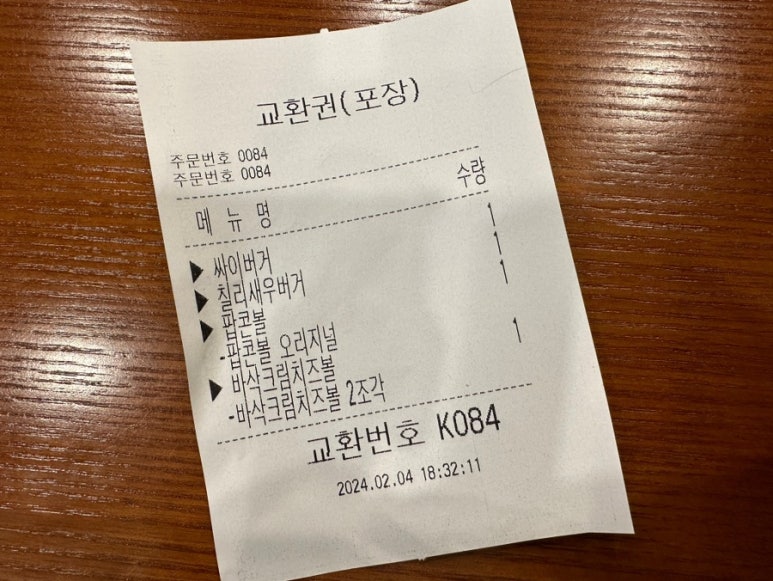 교환권(포장)
주문번호 0084
주문번호 0084
메 뉴 명 수량
▶ 싸이버거 1
▶ 칠리새우버거 1
▶ 팝콘볼 1
-팝콘볼 오리지널
▶ 바삭크림치즈볼 1
-바삭크림치즈볼 2조각
교환번호 K084
2024.02.04 18:32:11